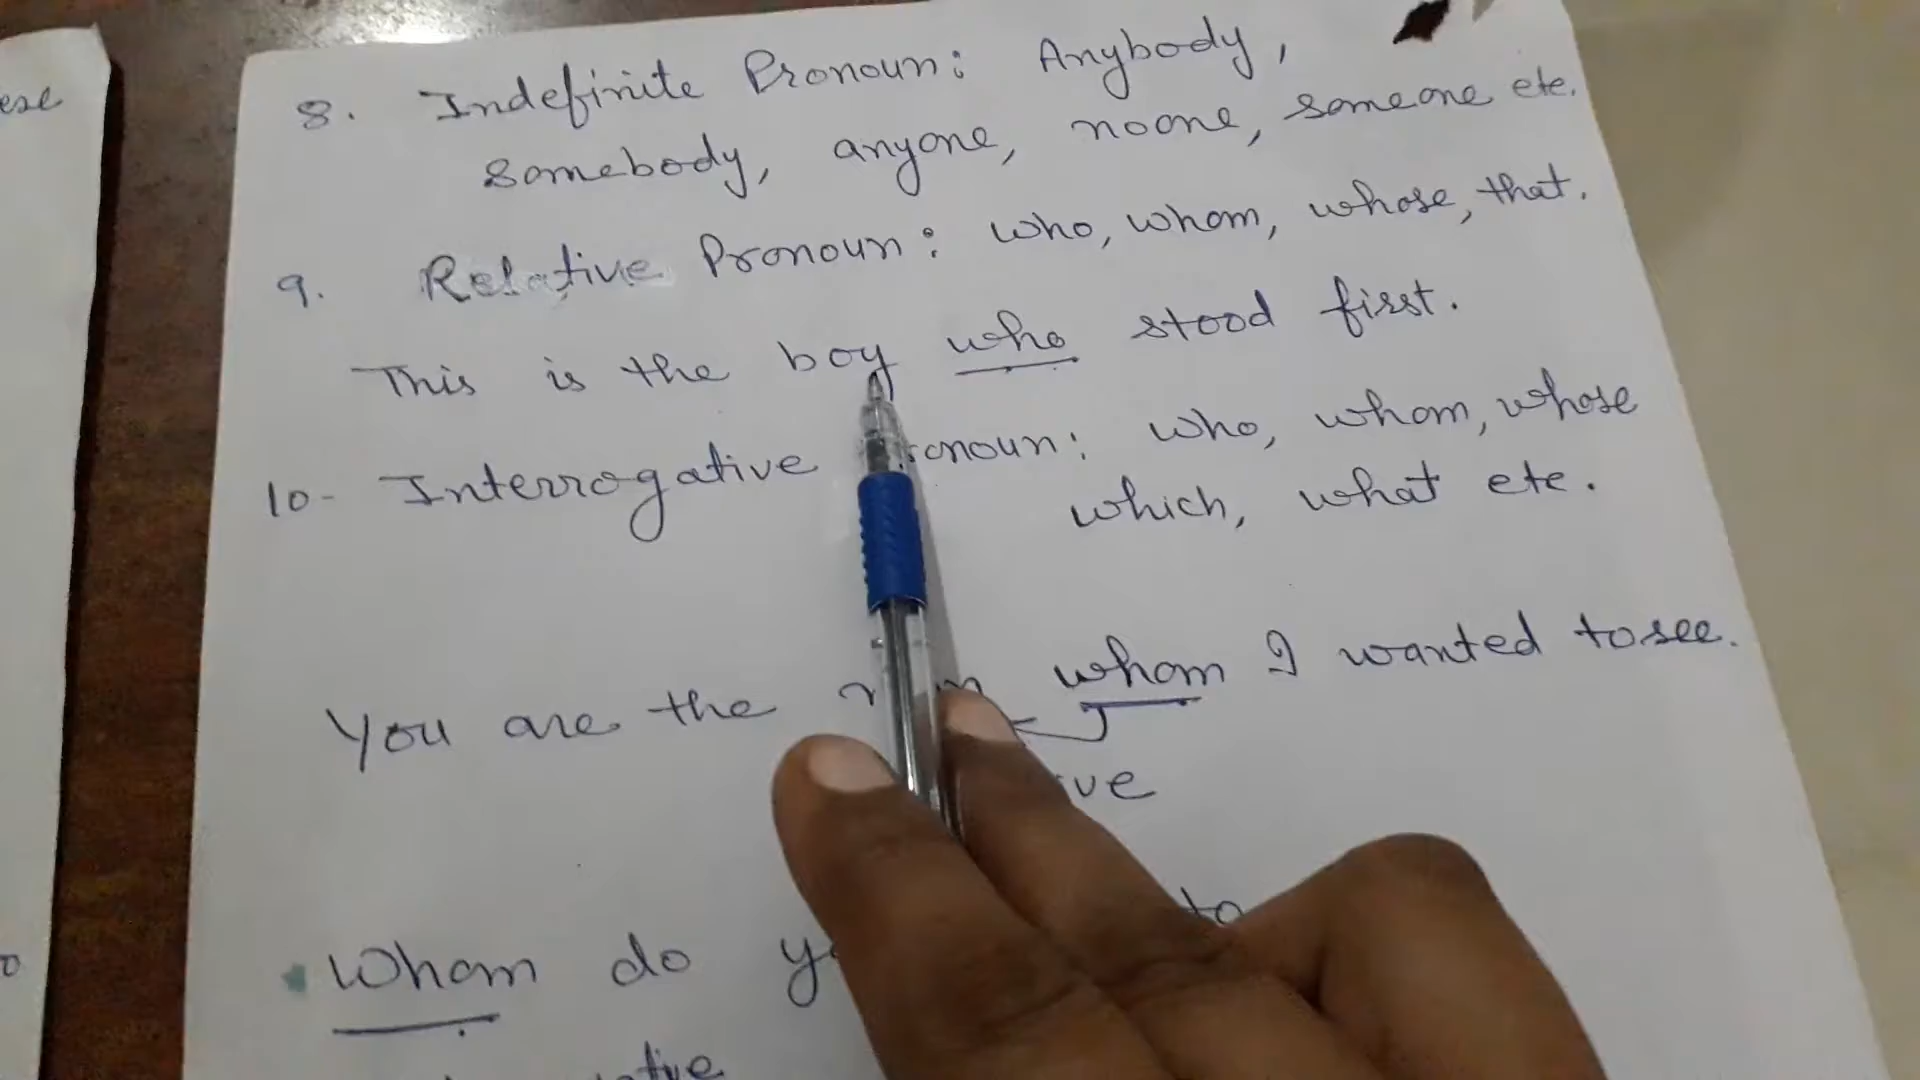 ese
8. Indefinite Pronoun: Anybody,
somebody, anyone, noone, someone etc.
9. Relative Pronoun: who, whom, whose, that.
This is the boy who stood first.
10- Interrogative Pronoun: who, whom, whose
which, what etc.
You are the whom I wanted to see.
Whom do to